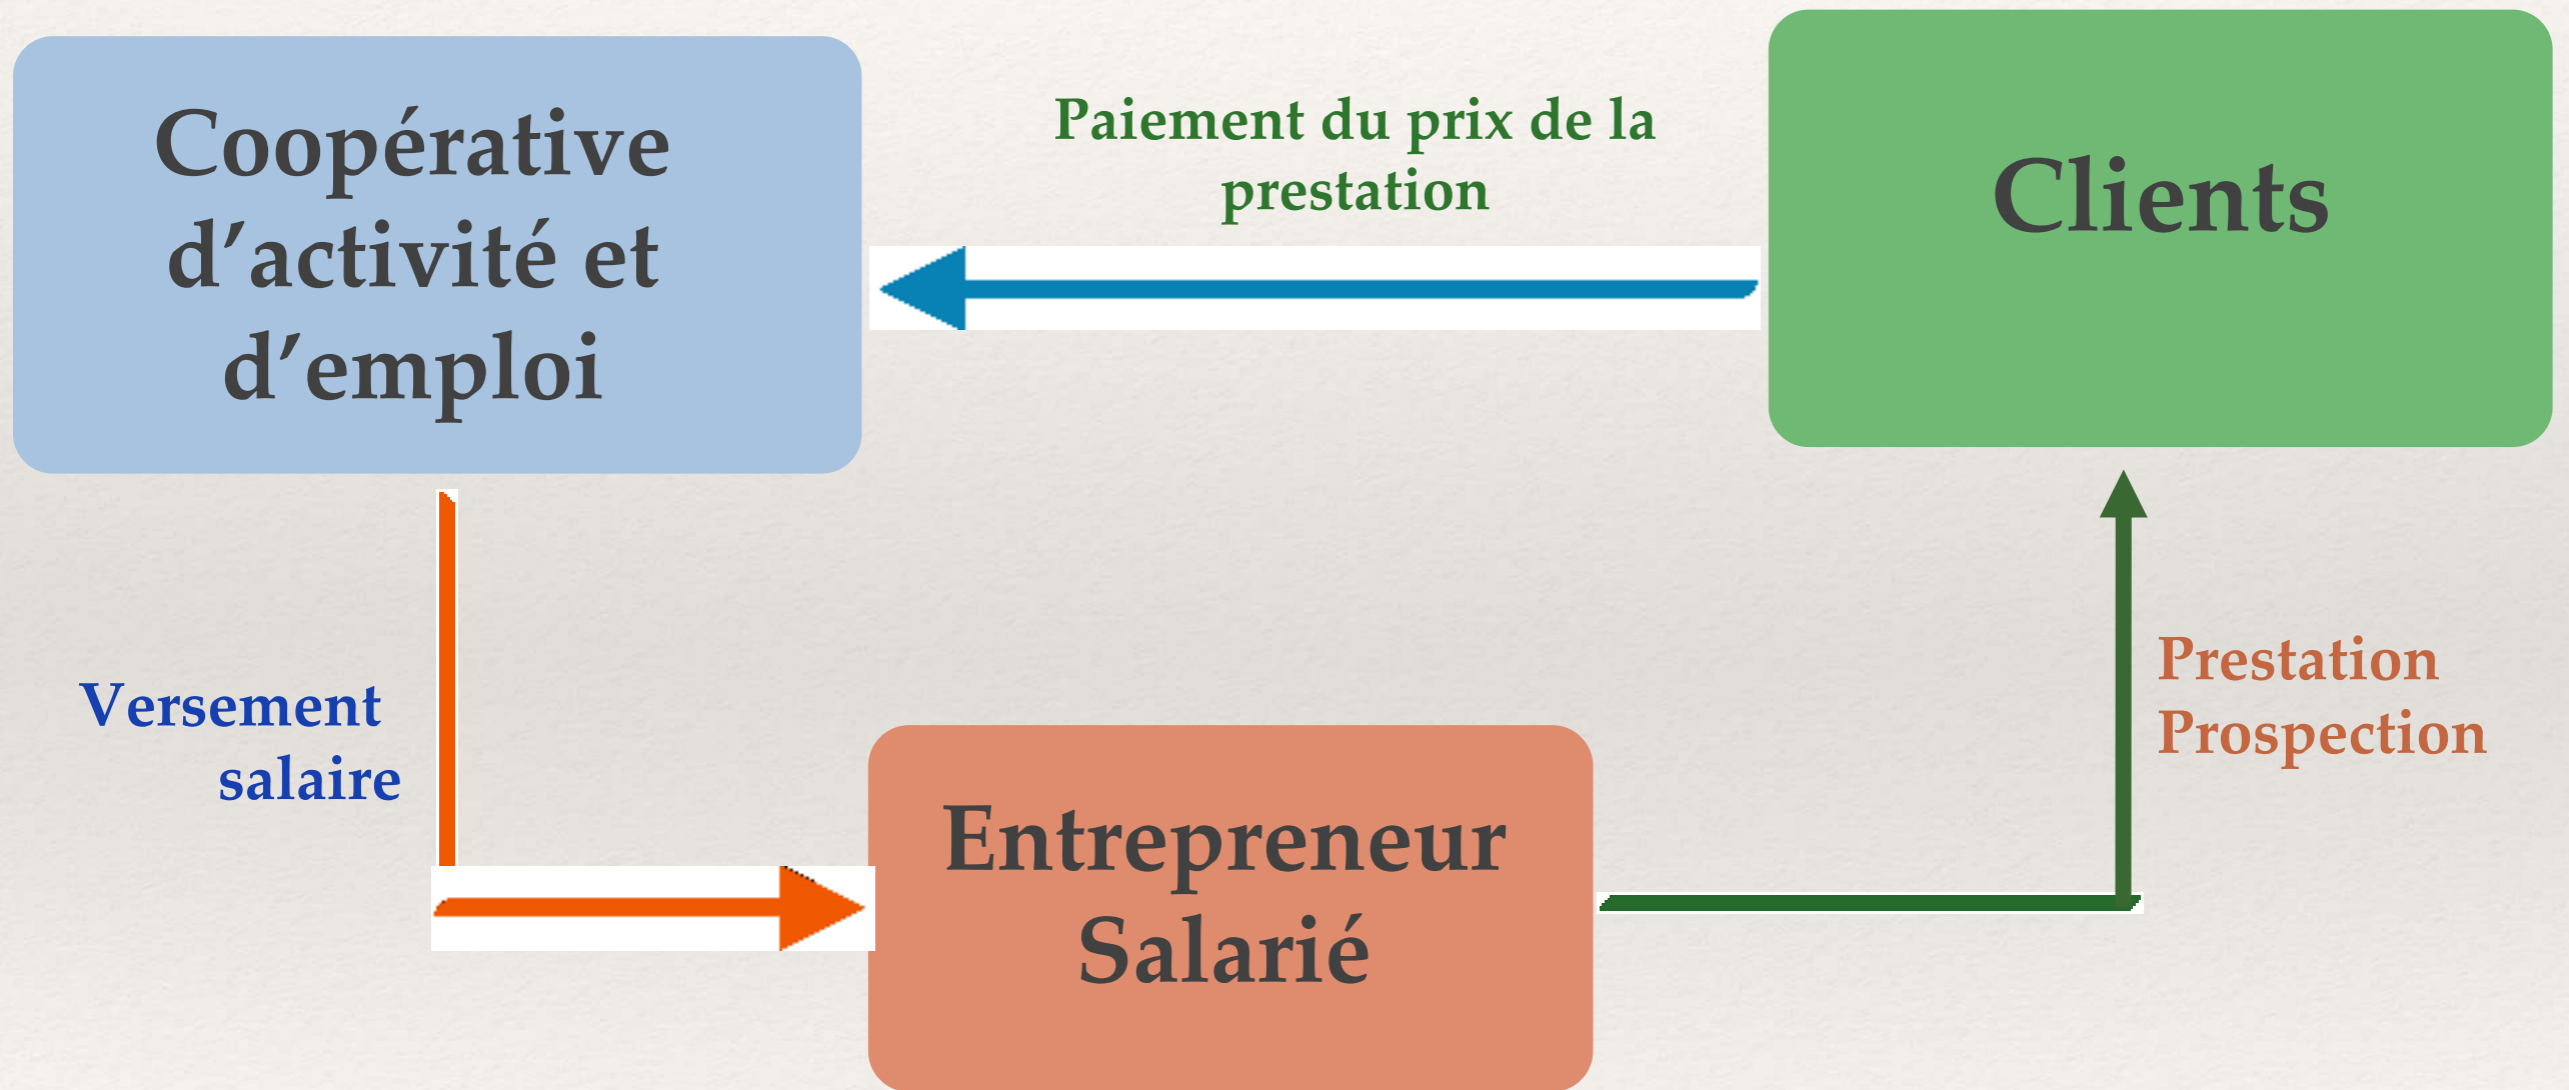 Coopérative
d’activité et
d’emploi
Paiement du prix de la
prestation
Clients
Versement
salaire
Entrepreneur
Salarié
Prestation
Prospection